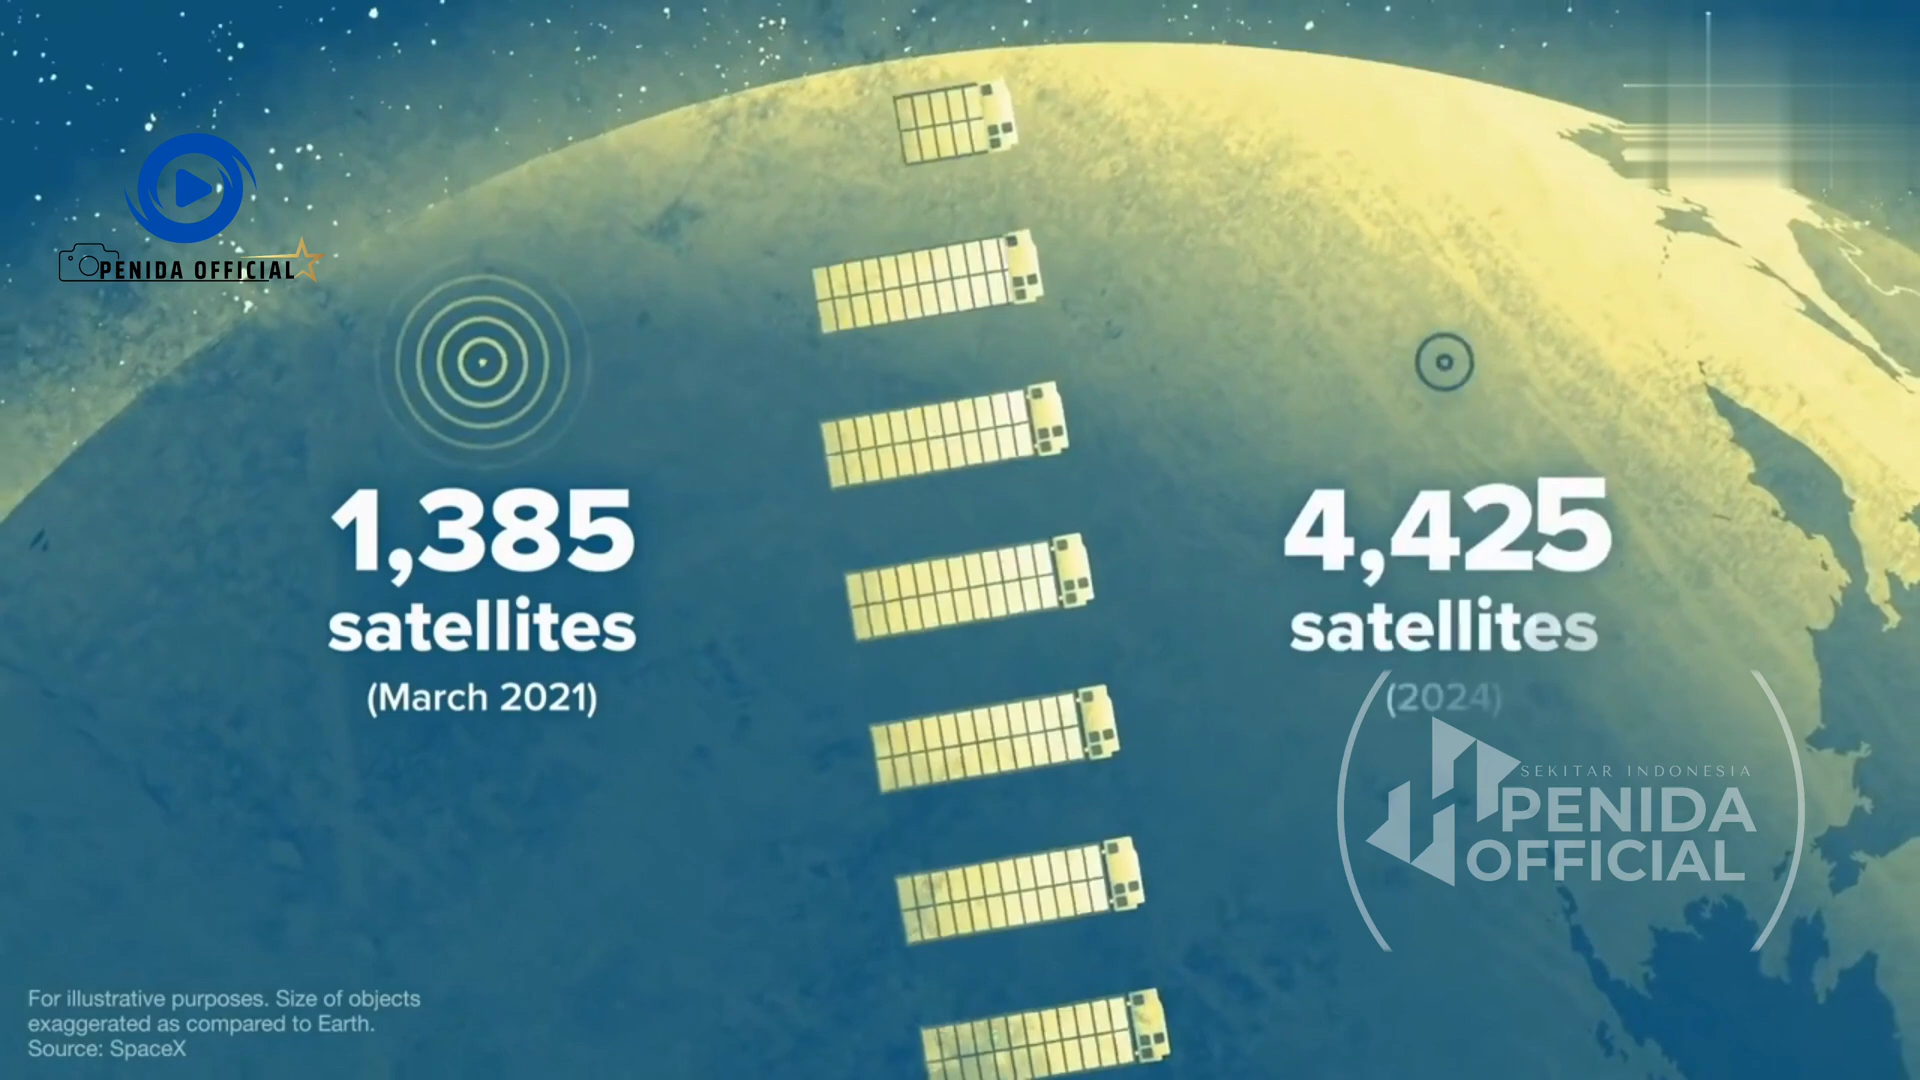 PENIDA OFFICIAL
1,385
satellites
(March 2021)
4,425
satellites
(2024)
SEKITAR INDONESIA
PENIDA
OFFICIAL
For illustrative purposes. Size of objects
exaggerated as compared to Earth.
Source: SpaceX